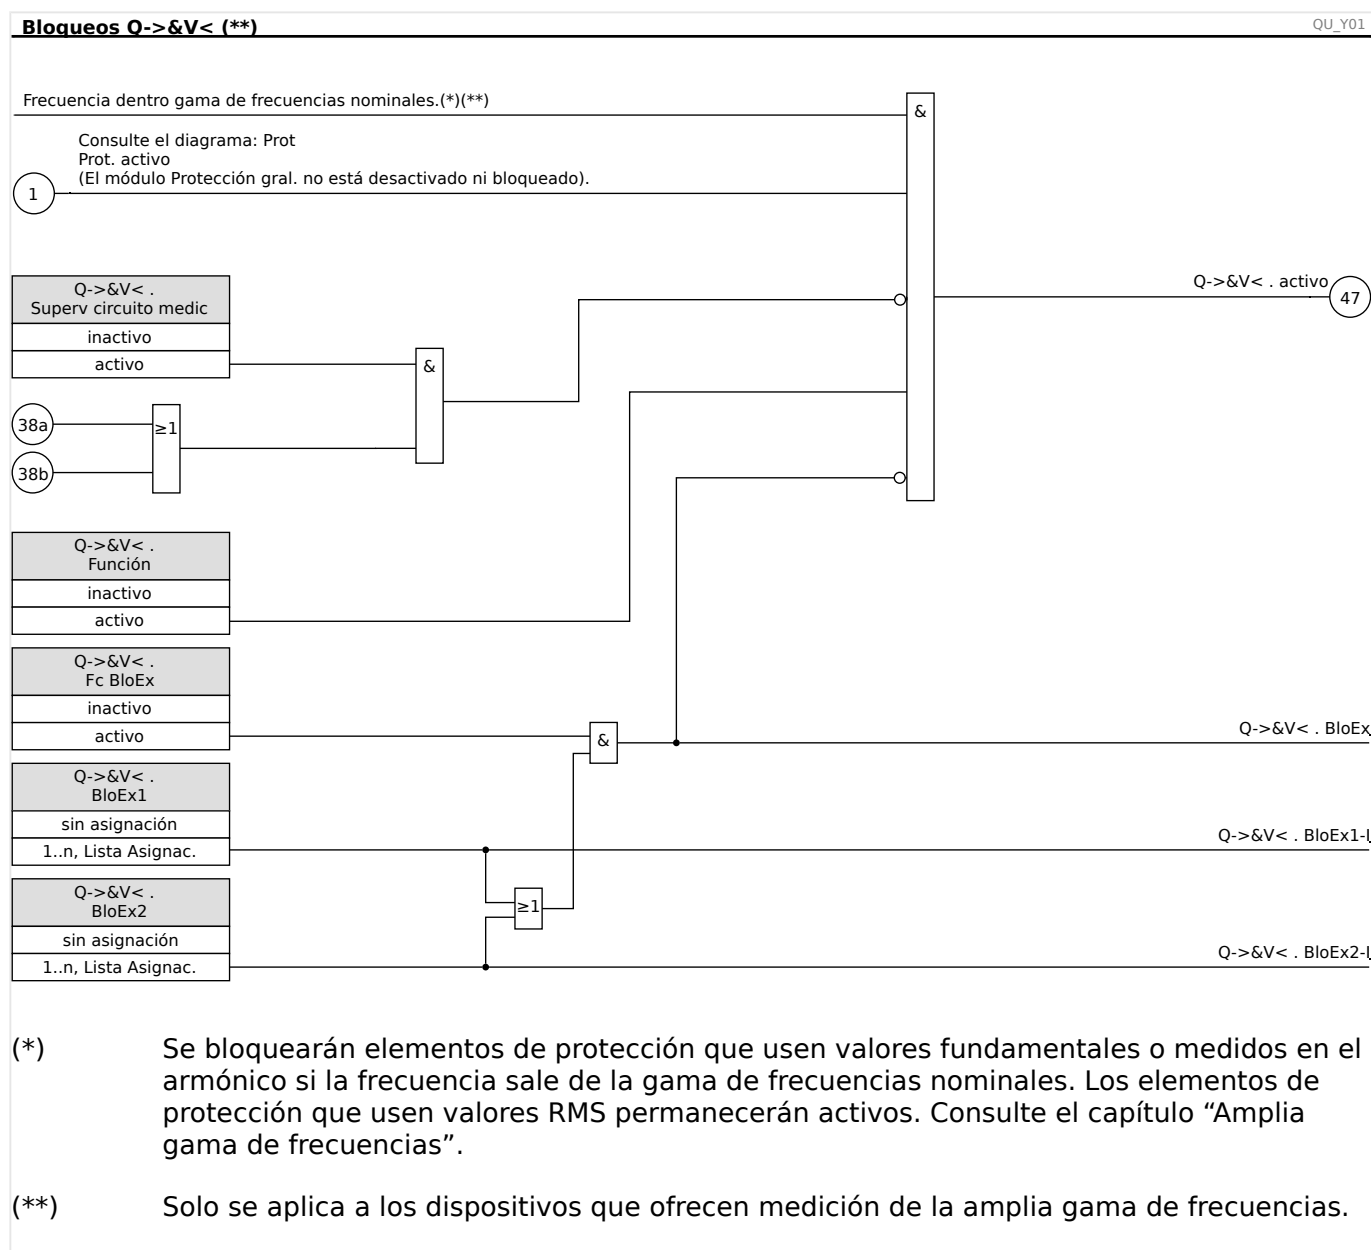 Bloqueos Q->&V< (**)
QU_Y01
Frecuencia dentro gama de frecuencias nominales.(*)(**)
&
Consulte el diagrama: Prot
Prot. activo
(El módulo Protección gral. no está desactivado ni bloqueado).
1
Q->&V< . activo
47
Q->&V< .
Superv circuito medic
inactivo
activo
&
38a
≥1
38b
Q->&V< .
Función
inactivo
activo
Q->&V< .
Fc BloEx
inactivo
activo
&
Q->&V< . BloEx
Q->&V< .
BloEx1
sin asignación
1..n, Lista Asignac.
Q->&V< . BloEx1-I
Q->&V< .
BloEx2
≥1
sin asignación
1..n, Lista Asignac.
Q->&V< . BloEx2-I
(*) Se bloquearán elementos de protección que usen valores fundamentales o medidos en el
armónico si la frecuencia sale de la gama de frecuencias nominales. Los elementos de
protección que usen valores RMS permanecerán activos. Consulte el capítulo “Amplia
gama de frecuencias”.
(**) Solo se aplica a los dispositivos que ofrecen medición de la amplia gama de frecuencias.